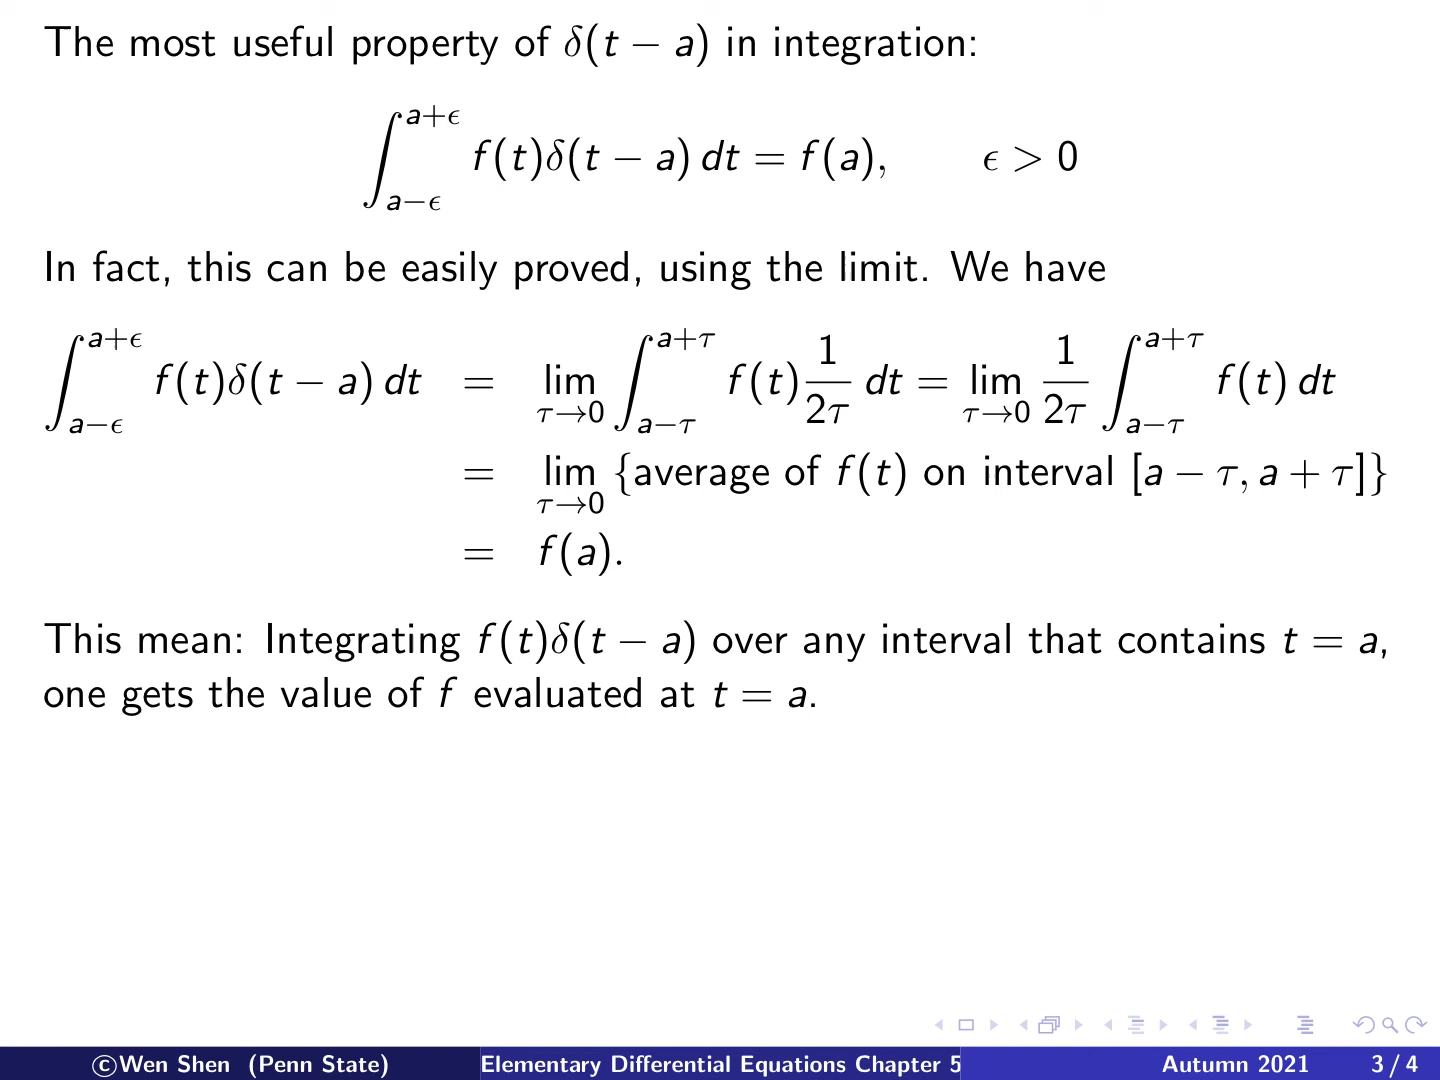 The most useful property of δ(t − a) in integration:
∫_{a−ϵ}^{a+ϵ} f(t)δ(t − a) dt = f(a),   ϵ > 0
In fact, this can be easily proved, using the limit. We have
∫_{a−ϵ}^{a+ϵ} f(t)δ(t − a) dt = lim_{τ→0} ∫_{a−τ}^{a+τ} f(t) \frac{1}{2τ} dt = lim_{τ→0} \frac{1}{2τ} ∫_{a−τ}^{a+τ} f(t) dt
= lim_{τ→0} {average of f(t) on interval [a − τ, a + τ]}
= f(a).
This mean: Integrating f(t)δ(t − a) over any interval that contains t = a,
one gets the value of f evaluated at t = a.
©Wen Shen (Penn State) Elementary Differential Equations Chapter 5 Autumn 2021 3 / 4